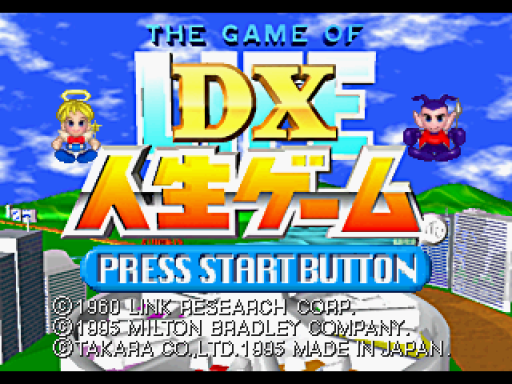 THE GAME OF
LIFE
DX
人生ゲーム
PRESS START BUTTON
©1960 LINK RESEARCH CORP.
©1995 MILTON BRADLEY COMPANY.
©TAKARA CO.,LTD.1995 MADE IN JAPAN.